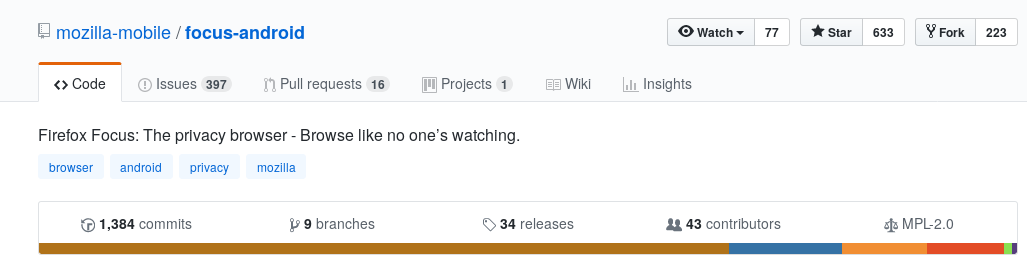 mozilla-mobile / focus-android
Watch 77 Star 633 Fork 223
Code Issues 397 Pull requests 16 Projects 1 Wiki Insights
Firefox Focus: The privacy browser - Browse like no one’s watching.
browser android privacy mozilla
1,384 commits 9 branches 34 releases 43 contributors MPL-2.0